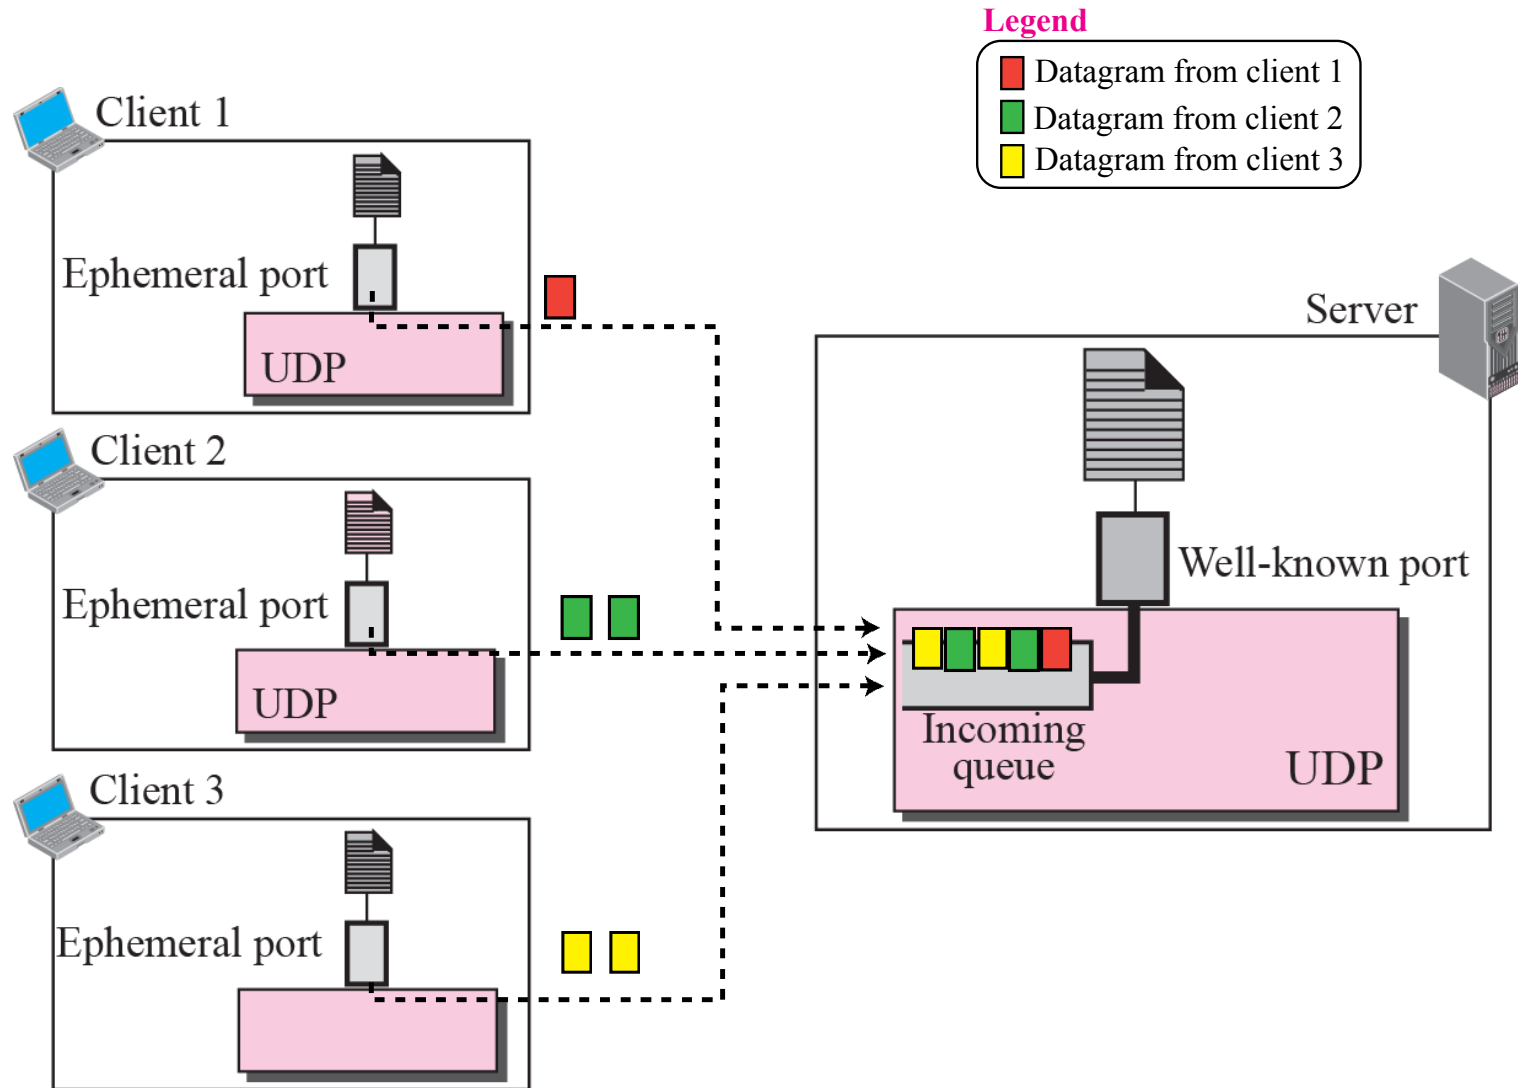 Legend
Datagram from client 1
Datagram from client 2
Datagram from client 3
Client 1
Ephemeral port
UDP
Client 2
Ephemeral port
UDP
Client 3
Ephemeral port
Server
Well-known port
Incoming
queue
UDP